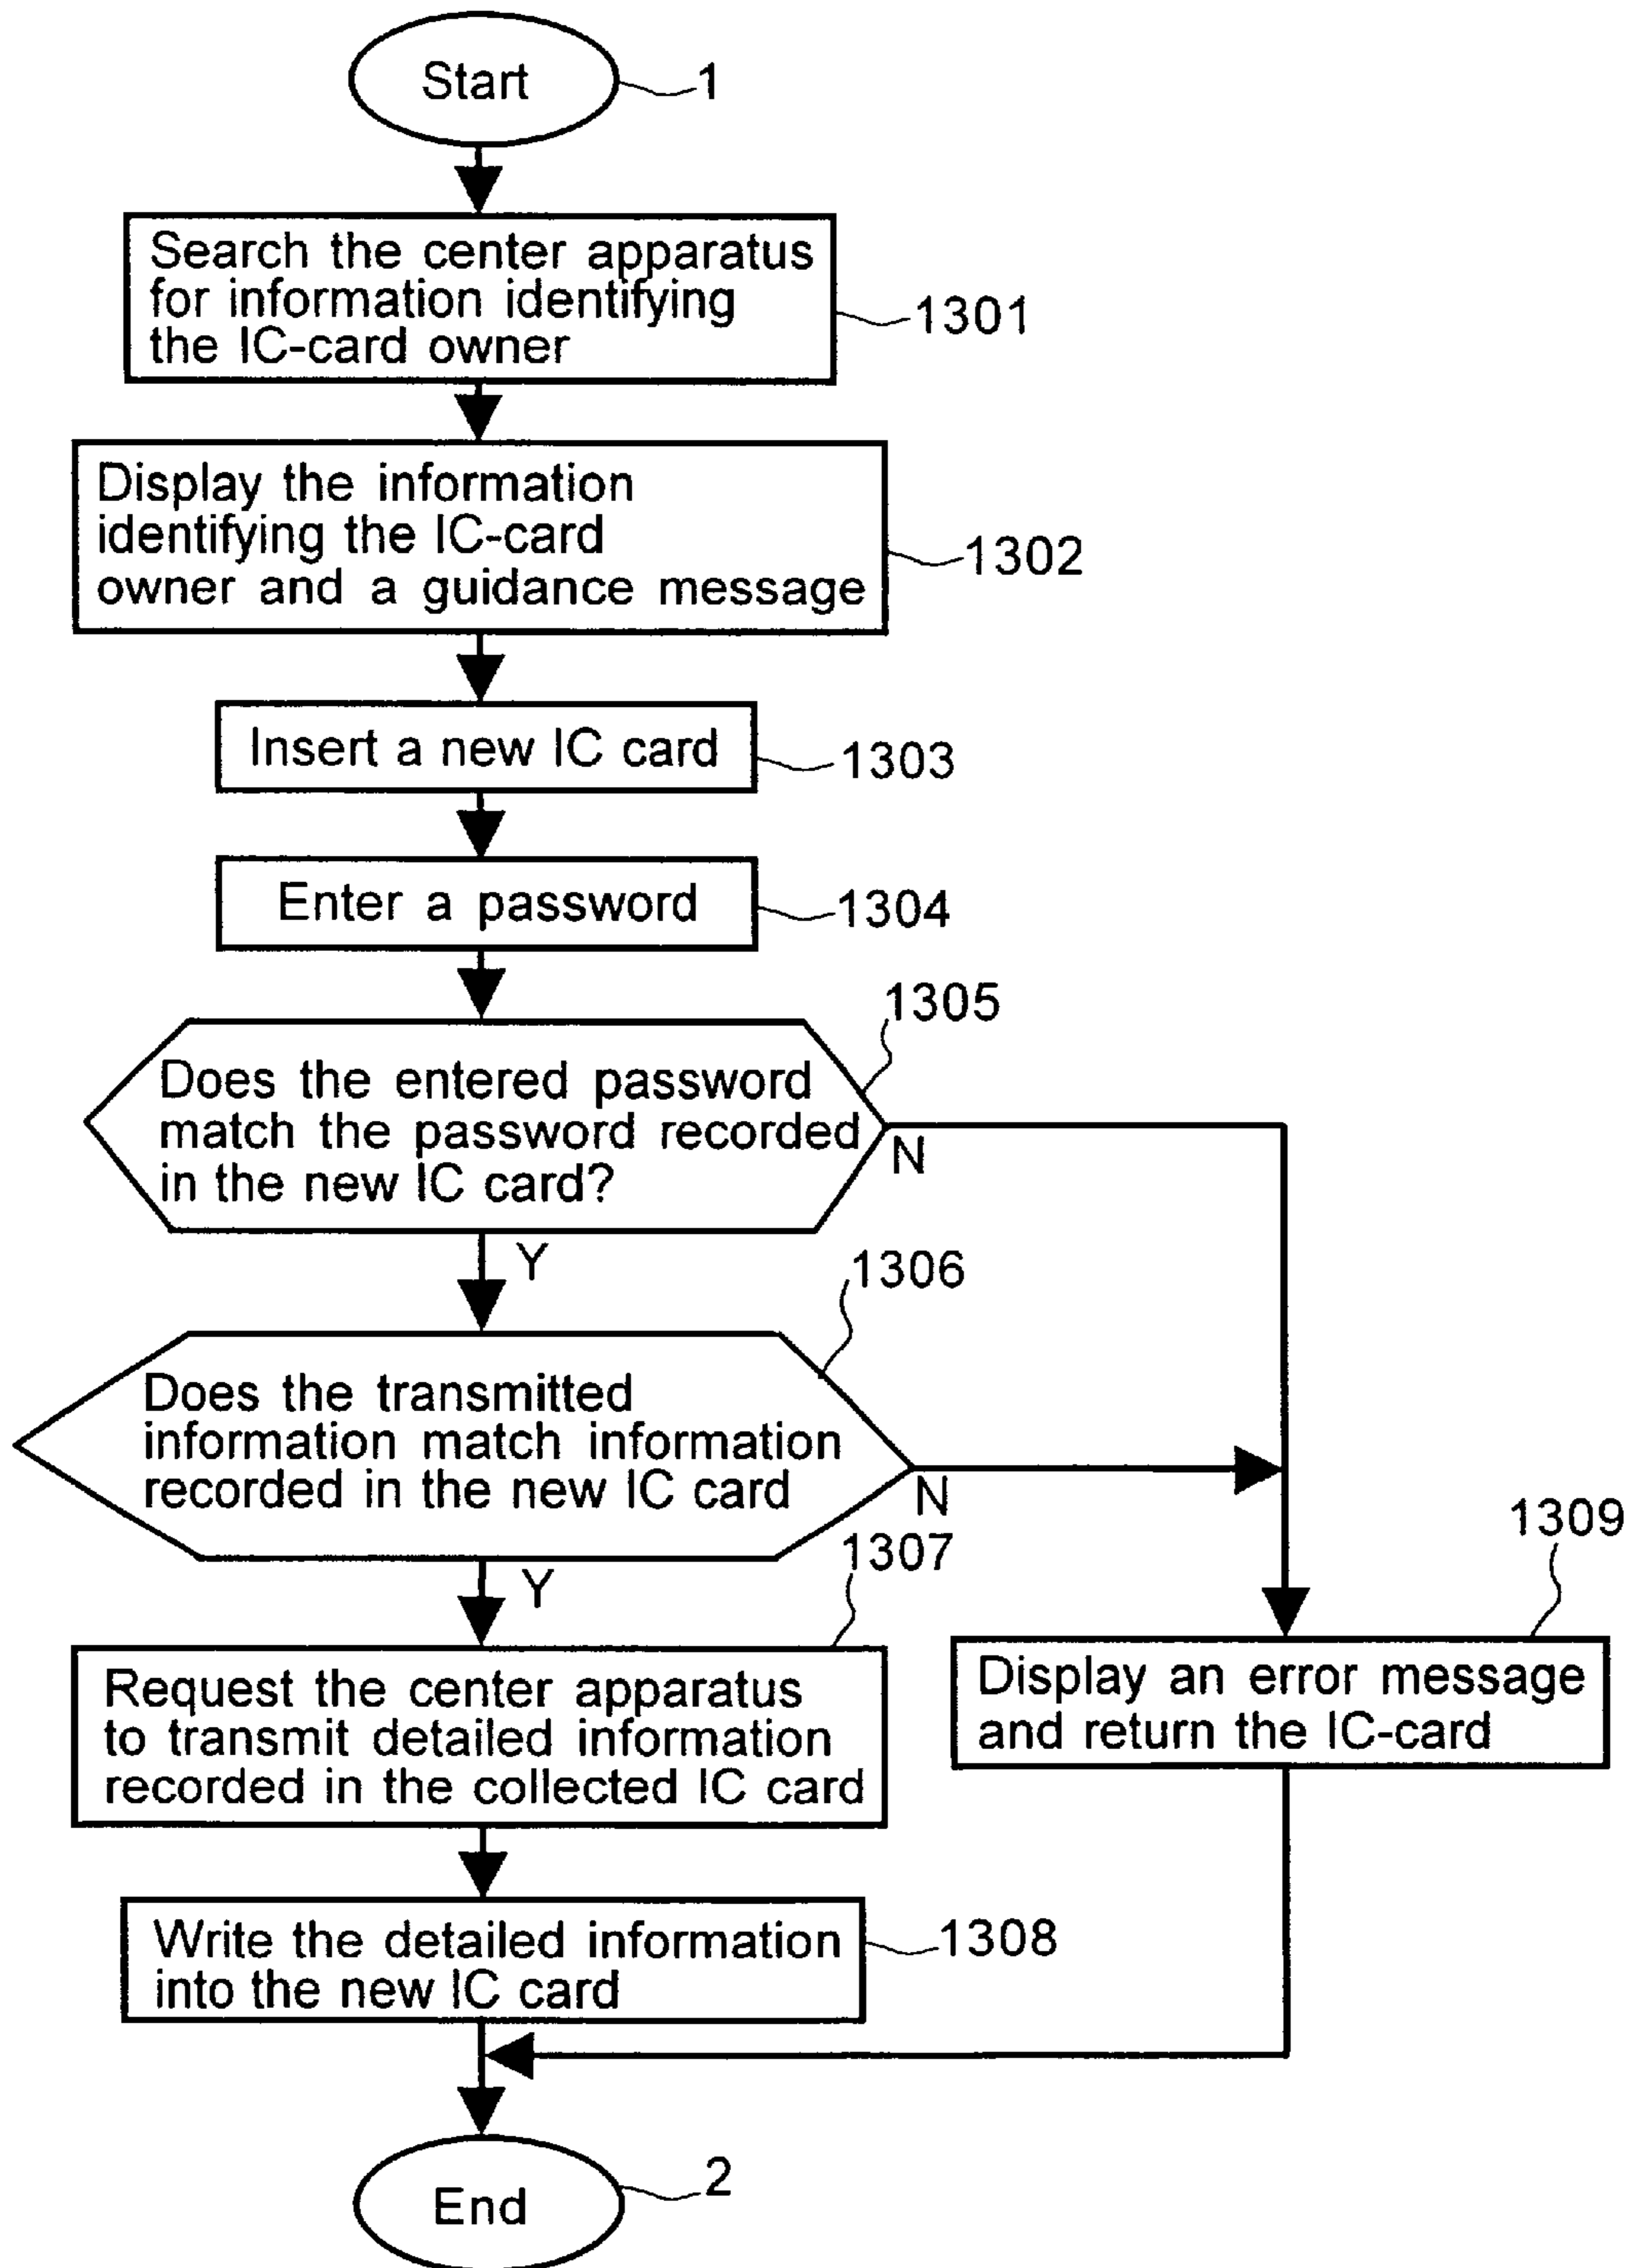 Start
1
Search the center apparatus
for information identifying
the IC-card owner
1301
Display the information
identifying the IC-card
owner and a guidance message
1302
Insert a new IC card
1303
Enter a password
1304
1305
Does the entered password
match the password recorded
in the new IC card?
N
Y
1306
Does the transmitted
information match information
recorded in the new IC card
N
Y
1307
Request the center apparatus
to transmit detailed information
recorded in the collected IC card
1309
Display an error message
and return the IC-card
Write the detailed information
into the new IC card
1308
End
2